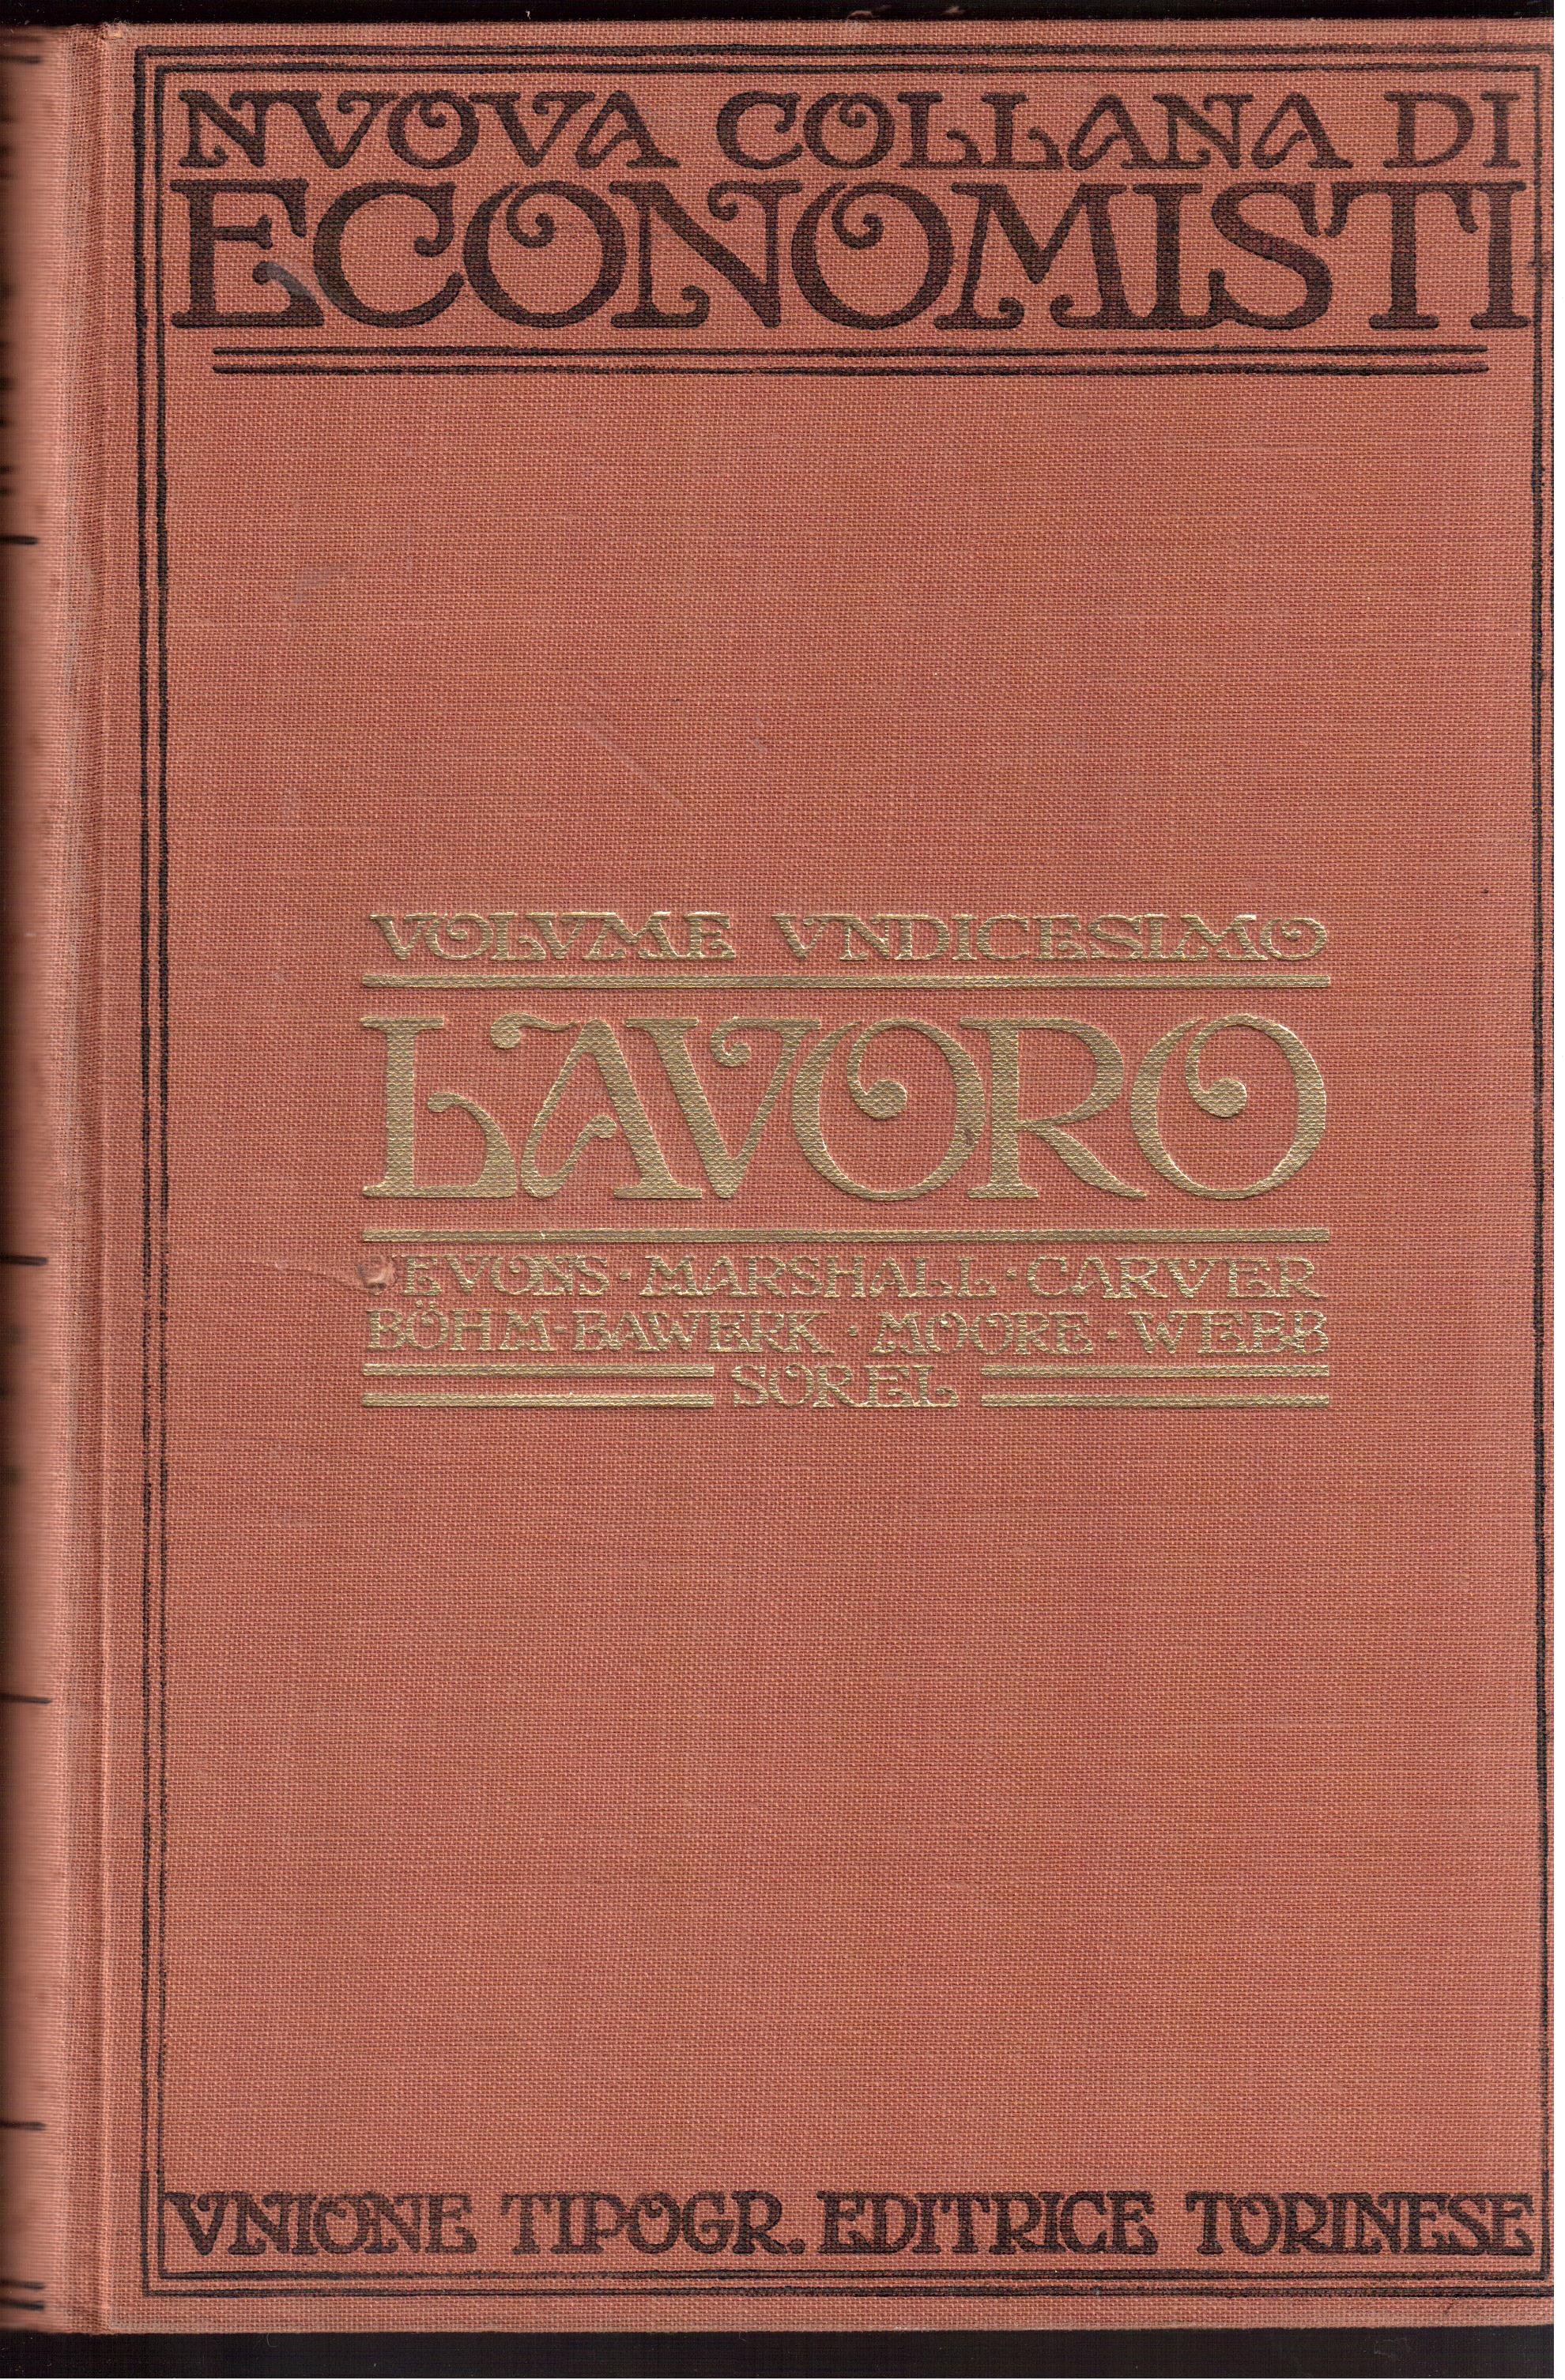 NVOVA COLLANA DI
ECONOMISTI
VOLVME VNDICESIMO
LAVORO
JEVONS · MARSHALL · CARVER
BÖHM-BAWERK · MOORE · WEBB
SOREL
VNIONE TIPOGR. EDITRICE TORINESE